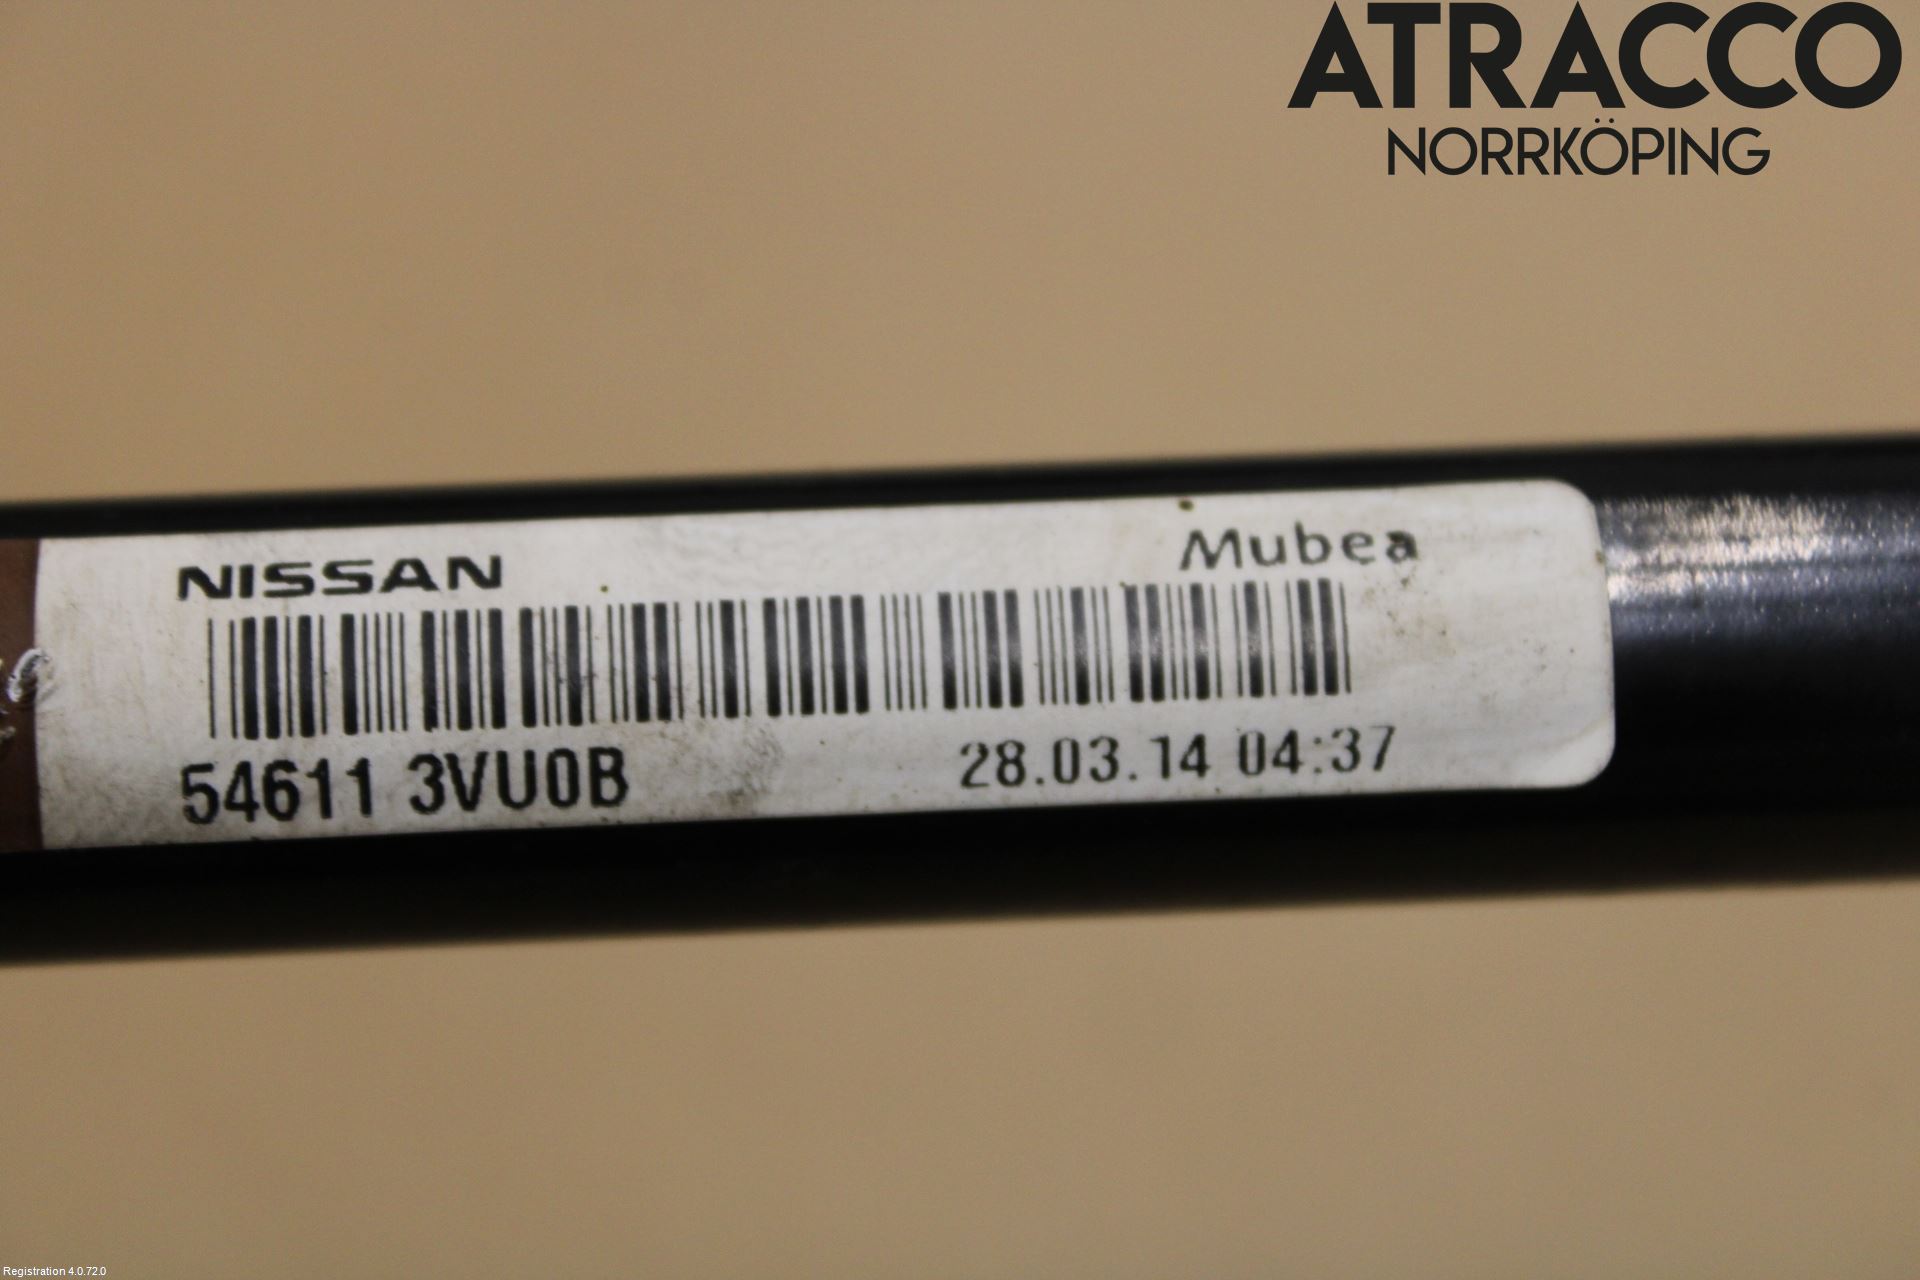 ATRACCO
NORRKÖPING
NISSAN
Mubea
54611 3VU0B
28.03.14 04:37
Registration 4.0.72.0